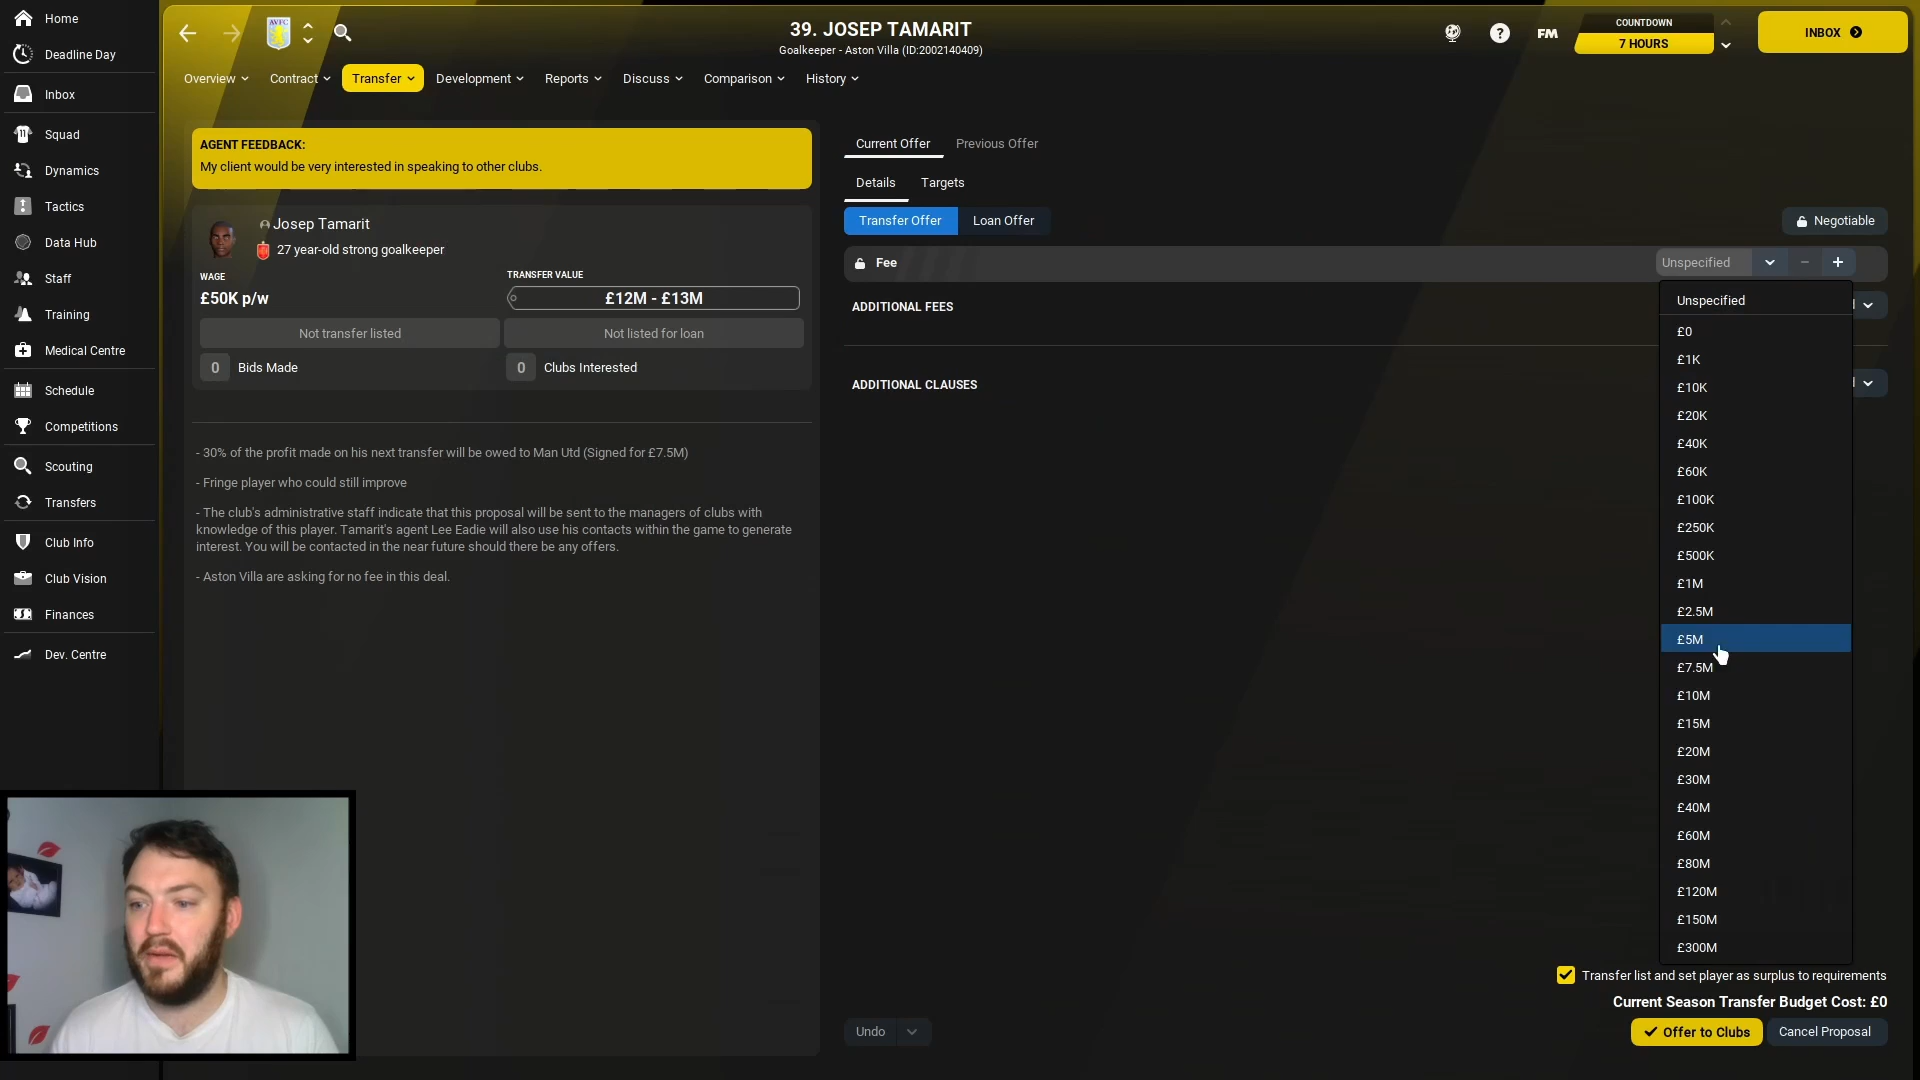 Home
Deadline Day
Inbox
Squad
Dynamics
Tactics
Data Hub
Staff
Training
Medical Centre
Schedule
Competitions
Scouting
Transfers
Club Info
Club Vision
Finances
Dev. Centre
AVFC
39. JOSEP TAMARIT
Goalkeeper - Aston Villa (ID:2002140409)
FM
COUNTDOWN
7 HOURS
INBOX
Overview
Contract
Transfer
Development
Reports
Discuss
Comparison
History
AGENT FEEDBACK:
My client would be very interested in speaking to other clubs.
Josep Tamarit
27 year-old strong goalkeeper
WAGE
£50K p/w
TRANSFER VALUE
£12M - £13M
Not transfer listed
Not listed for loan
0 Bids Made
0 Clubs Interested
- 30% of the profit made on his next transfer will be owed to Man Utd (Signed for £7.5M)
- Fringe player who could still improve
- The club's administrative staff indicate that this proposal will be sent to the managers of clubs with
knowledge of this player. Tamarit's agent Lee Eadie will also use his contacts within the game to generate
interest. You will be contacted in the near future should there be any offers.
- Aston Villa are asking for no fee in this deal.
Current Offer
Previous Offer
Details
Targets
Transfer Offer
Loan Offer
Negotiable
Fee
Unspecified
ADDITIONAL FEES
ADDITIONAL CLAUSES
Unspecified
£0
£1K
£10K
£20K
£40K
£60K
£100K
£250K
£500K
£1M
£2.5M
£5M
£7.5M
£10M
£15M
£20M
£30M
£40M
£60M
£80M
£120M
£150M
£300M
Transfer list and set player as surplus to requirements
Current Season Transfer Budget Cost: £0
Undo
Offer to Clubs
Cancel Proposal